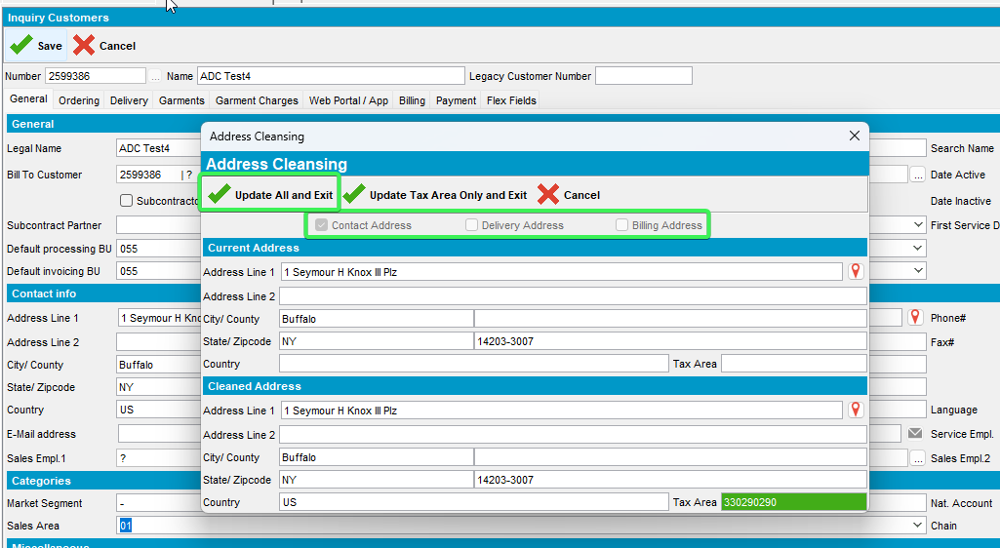 Inquiry Customers
Save Cancel
Number 2599386 ... Name ADC Test4 Legacy Customer Number
General Ordering Delivery Garments Garment Charges Web Portal / App Billing Payment Flex Fields
General
Legal Name ADC Test4 Search Name
Bill To Customer 2599386 ? ... Date Active
Date Inactive
Subcontract Partner First Service D
Default processing BU 055
Default invoicing BU 055
Contact info
Address Line 1 1 Seymour H Kno Phone#
Address Line 2 Fax#
City/ County Buffalo
State/ Zipcode NY
Country US Language
E-Mail address Service Empl.
Sales Empl.1 ? ... Sales Empl.2
Categories
Market Segment - Nat. Account
Sales Area 01 Chain
Address Cleansing
Address Cleansing
Update All and Exit Update Tax Area Only and Exit Cancel
Contact Address Delivery Address Billing Address
Current Address
Address Line 1 1 Seymour H Knox III Plz
Address Line 2
City/ County Buffalo
State/ Zipcode NY 14203-3007
Country Tax Area
Cleaned Address
Address Line 1 1 Seymour H Knox III Plz
Address Line 2
City/ County Buffalo
State/ Zipcode NY 14203-3007
Country US Tax Area 330290290